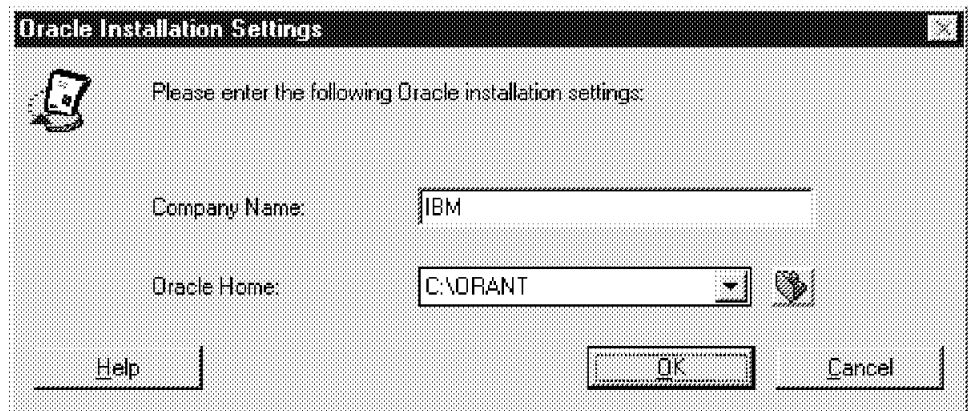 Oracle Installation Settings
Please enter the following Oracle installation settings:
Company Name:
IBM
Oracle Home:
C:\ORANT
Help
OK
Cancel